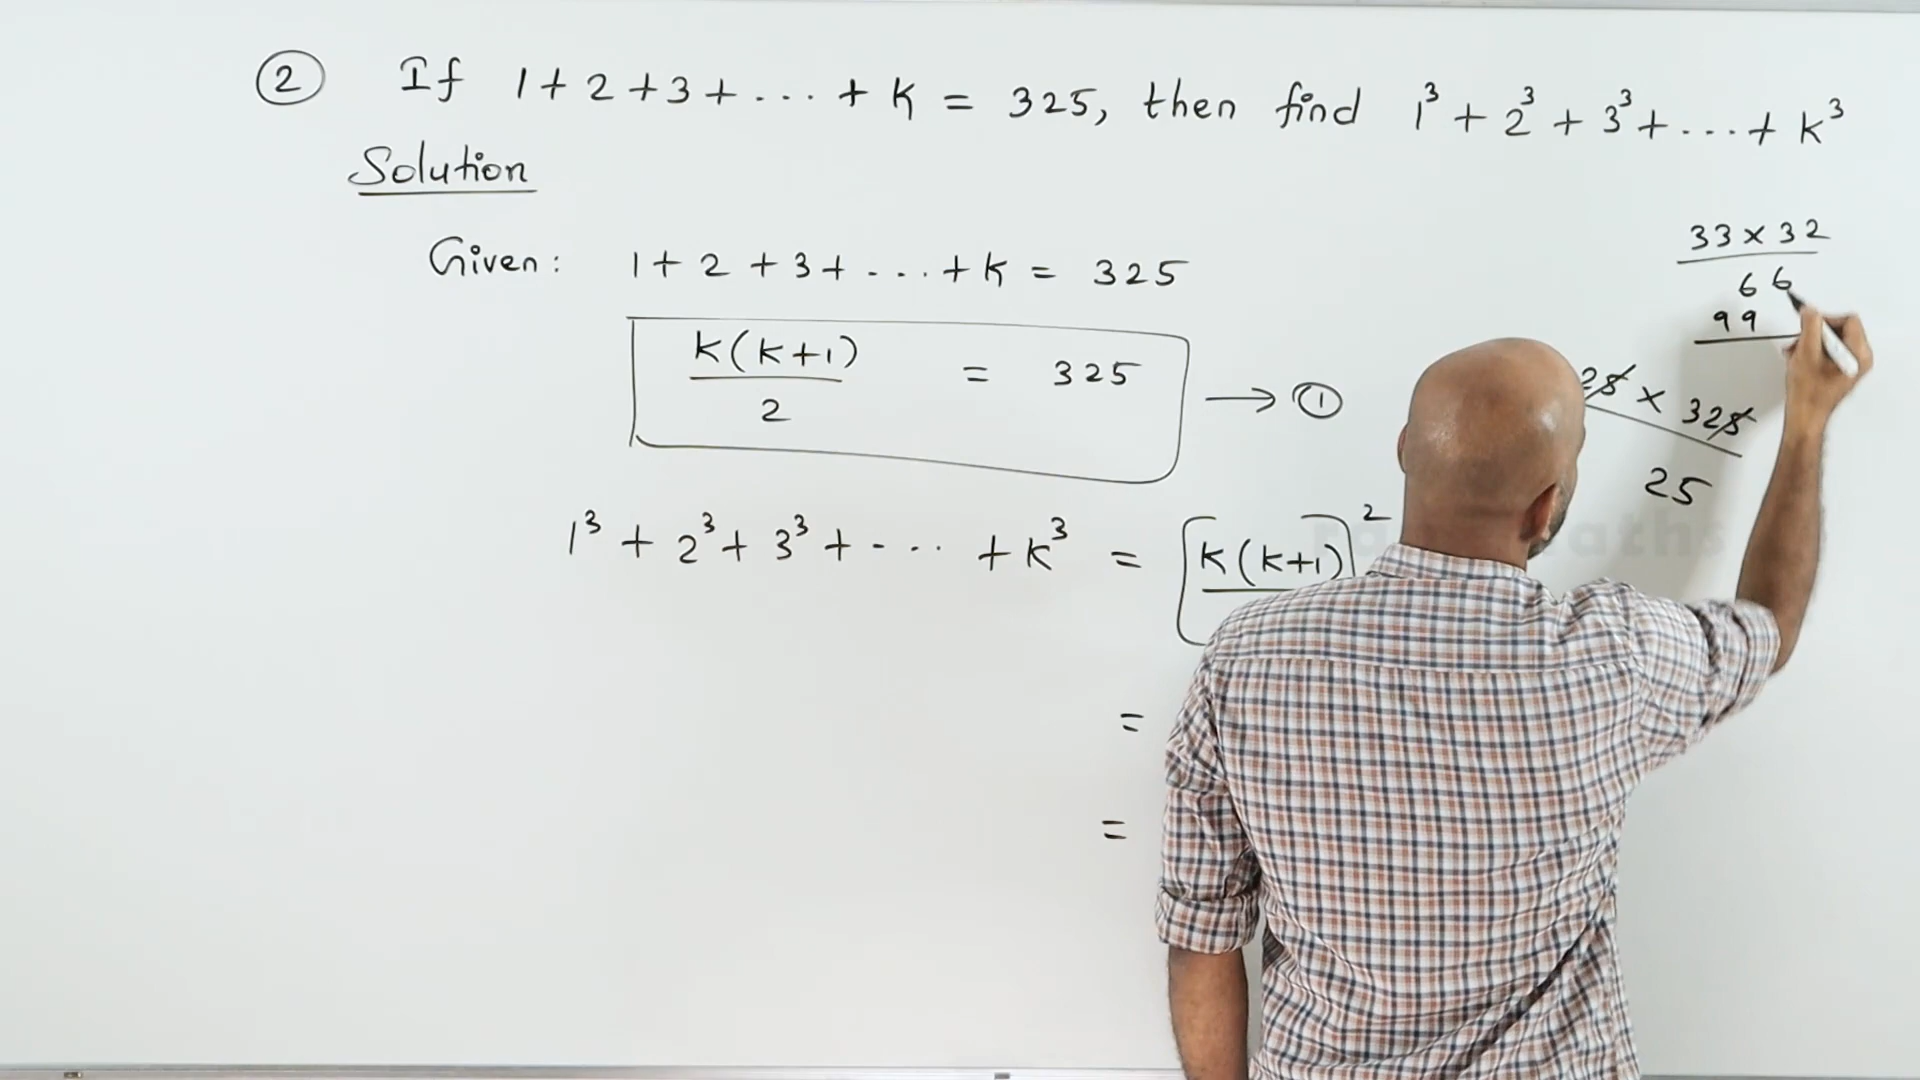 ② If 1 + 2 + 3 + ... + k = 325, then find 1³ + 2³ + 3³ + ... + k³
Solution
Given: 1 + 2 + 3 + ... + k = 325
k(k+1)
2
= 325 → ①
1³ + 2³ + 3³ + ... + k³ = [k(k+1)]²
=
=
33 × 32
66
99
25 × 325
25